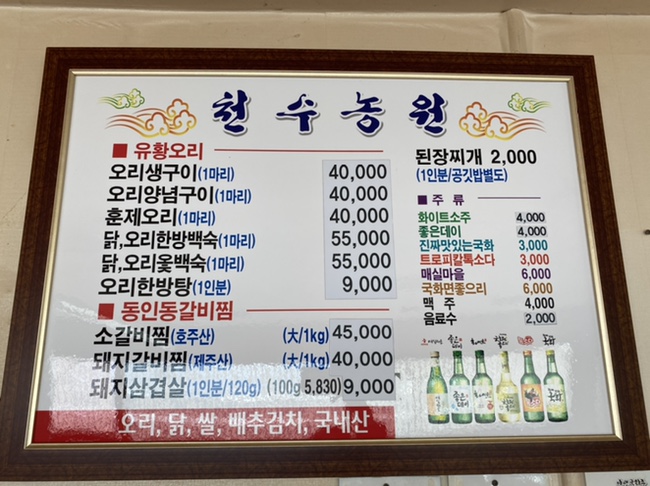 천수농원
■ 유황오리
오리생구이(1마리) 40,000
오리양념구이(1마리) 40,000
훈제오리(1마리) 40,000
닭,오리한방백숙(1마리) 55,000
닭,오리옻백숙(1마리) 55,000
오리한방탕(1인분) 9,000
■ 동인동갈비찜
소갈비찜(호주산) (대/1kg) 45,000
돼지갈비찜(제주산) (대/1kg) 40,000
돼지삼겹살(1인분/120g) (100g 5,830) 9,000
오리, 닭, 쌀, 배추김치, 국내산
된장찌개 2,000
(1인분/공깃밥별도)
■ 주 류
화이트소주 4,000
좋은데이 4,000
진짜맛있는국화 3,000
트로피칼톡소다 3,000
매실마을 6,000
국화면좋으리 6,000
맥 주 4,000
음료수 2,000